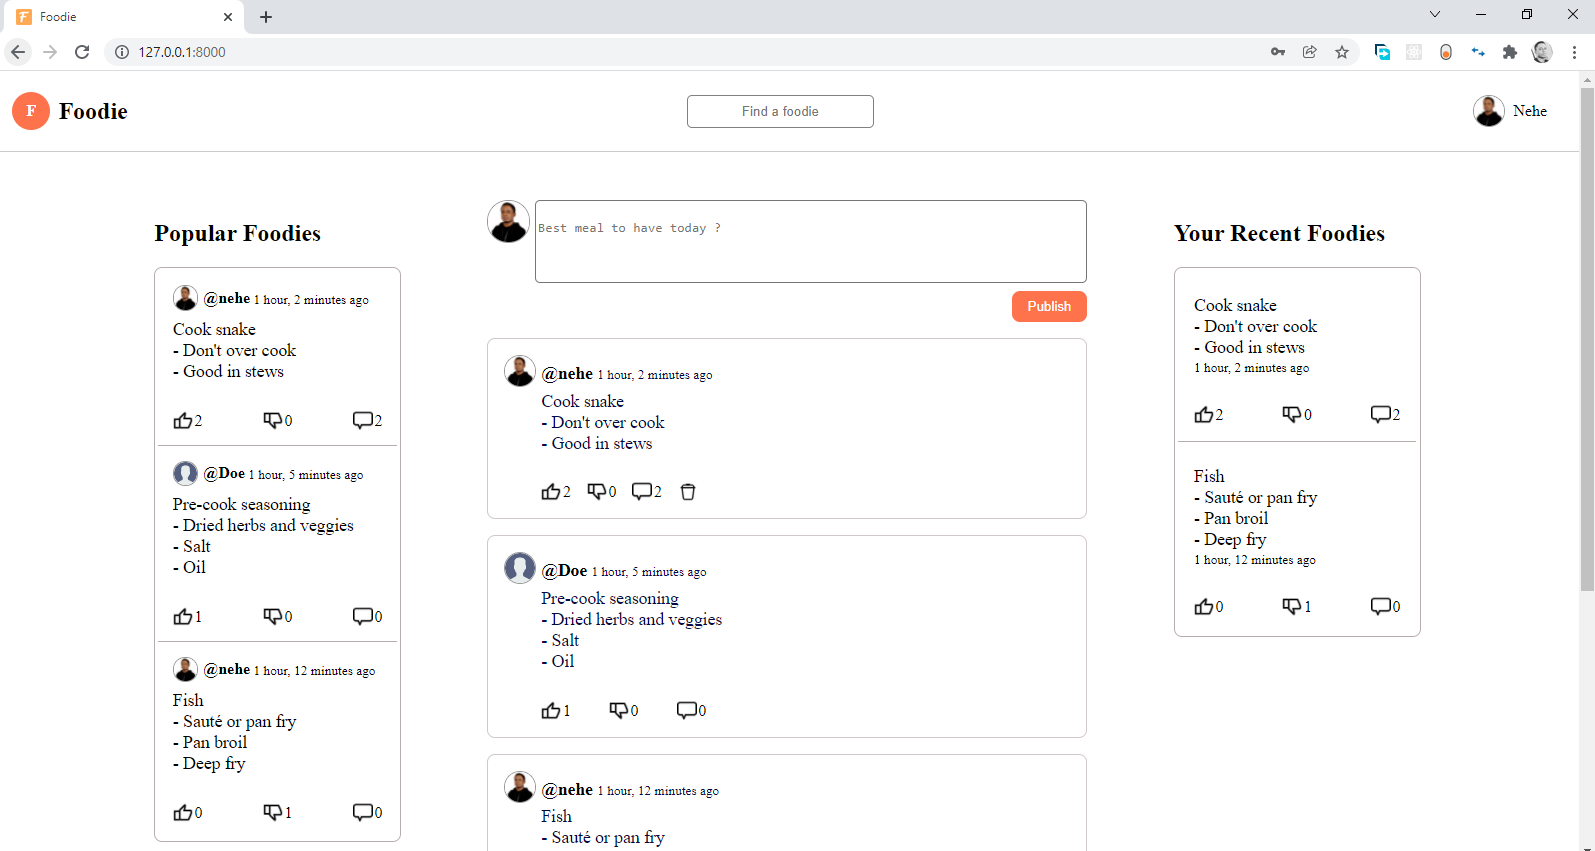 Foodie
127.0.0.1:8000
F Foodie
Find a foodie
Nehe
Popular Foodies
@nehe 1 hour, 2 minutes ago
Cook snake
- Don't over cook
- Good in stews
2 0 2
@Doe 1 hour, 5 minutes ago
Pre-cook seasoning
- Dried herbs and veggies
- Salt
- Oil
1 0 0
@nehe 1 hour, 12 minutes ago
Fish
- Sauté or pan fry
- Pan broil
- Deep fry
0 1 0
Best meal to have today ?
Publish
@nehe 1 hour, 2 minutes ago
Cook snake
- Don't over cook
- Good in stews
2 0 2
@Doe 1 hour, 5 minutes ago
Pre-cook seasoning
- Dried herbs and veggies
- Salt
- Oil
1 0 0
@nehe 1 hour, 12 minutes ago
Fish
- Sauté or pan fry
Your Recent Foodies
Cook snake
- Don't over cook
- Good in stews
1 hour, 2 minutes ago
2 0 2
Fish
- Sauté or pan fry
- Pan broil
- Deep fry
1 hour, 12 minutes ago
0 1 0